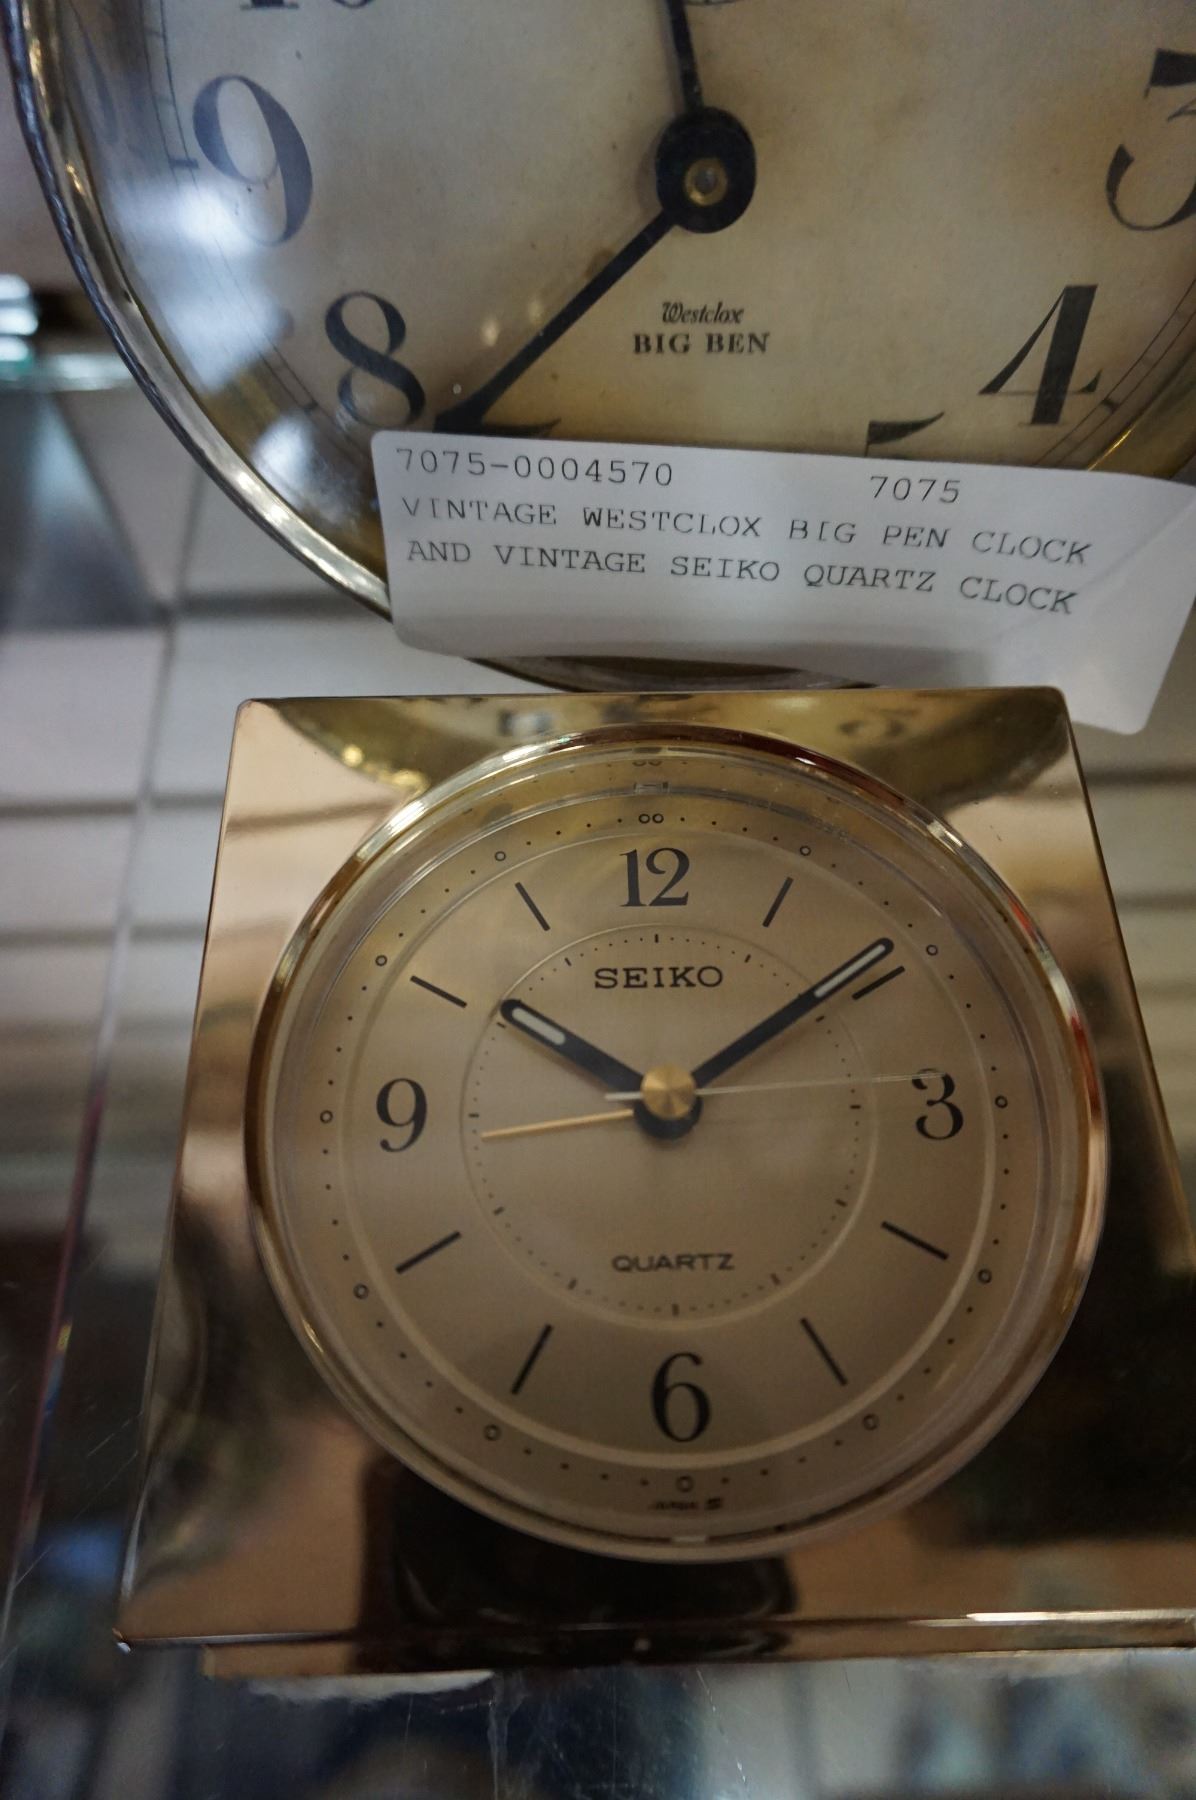 9
3
8
4
Westclox
BIG BEN
7075-0004570 7075
VINTAGE WESTCLOX BIG PEN CLOCK
AND VINTAGE SEIKO QUARTZ CLOCK
12
SEIKO
9
3
QUARTZ
6